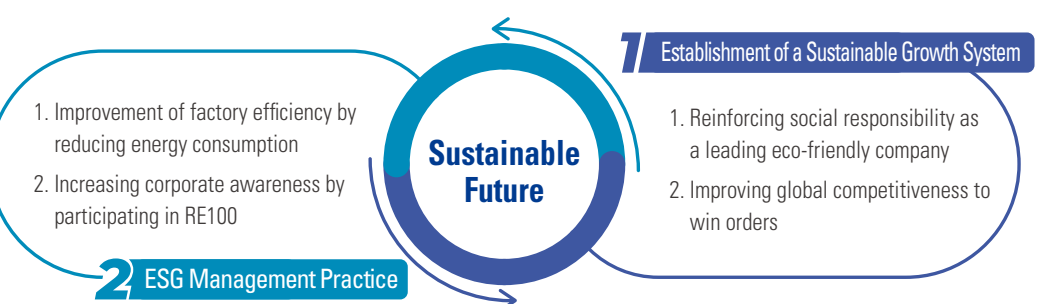 1 Establishment of a Sustainable Growth System
1. Reinforcing social responsibility as
a leading eco-friendly company
2. Improving global competitiveness to
win orders
Sustainable
Future
1. Improvement of factory efficiency by
reducing energy consumption
2. Increasing corporate awareness by
participating in RE100
2 ESG Management Practice